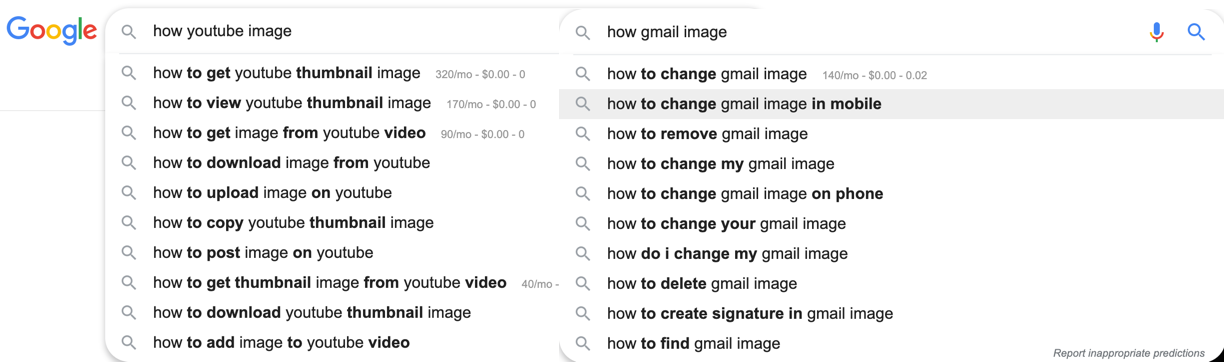 Google
how youtube image
how to get youtube thumbnail image 320/mo - $0.00 - 0
how to view youtube thumbnail image 170/mo - $0.00 - 0
how to get image from youtube video 90/mo - $0.00 - 0
how to download image from youtube
how to upload image on youtube
how to copy youtube thumbnail image
how to post image on youtube
how to get thumbnail image from youtube video 40/mo -
how to download youtube thumbnail image
how to add image to youtube video
how gmail image
how to change gmail image 140/mo - $0.00 - 0.02
how to change gmail image in mobile
how to remove gmail image
how to change my gmail image
how to change gmail image on phone
how to change your gmail image
how do i change my gmail image
how to delete gmail image
how to create signature in gmail image
how to find gmail image
Report inappropriate predictions